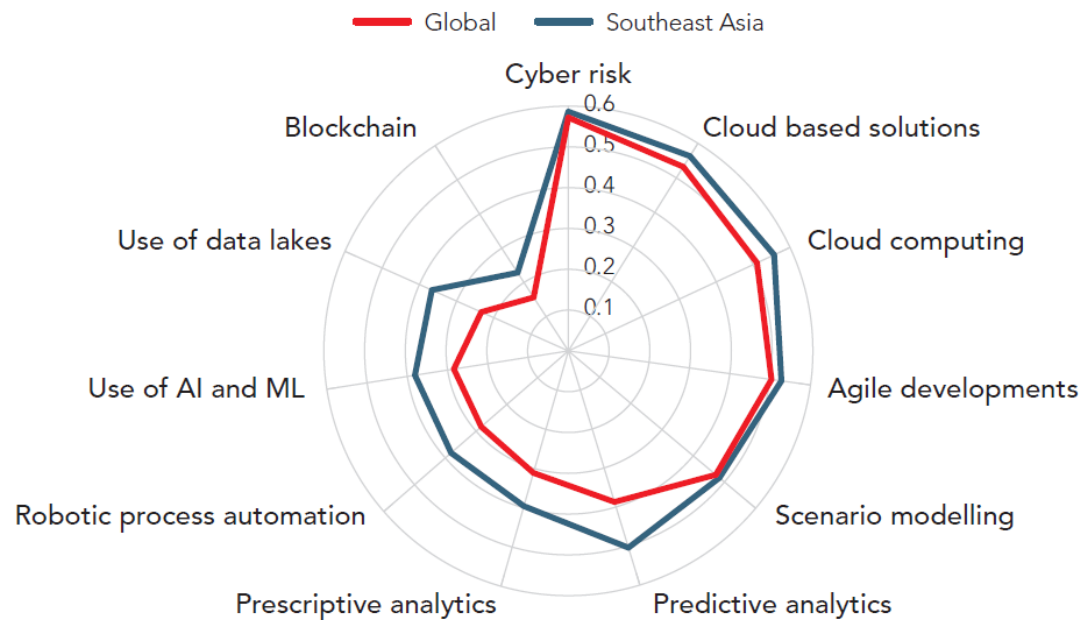 Global
Southeast Asia
Cyber risk
Cloud based solutions
Cloud computing
Agile developments
Scenario modelling
Predictive analytics
Prescriptive analytics
Robotic process automation
Use of AI and ML
Use of data lakes
Blockchain
0.6
0.5
0.4
0.3
0.2
0.1